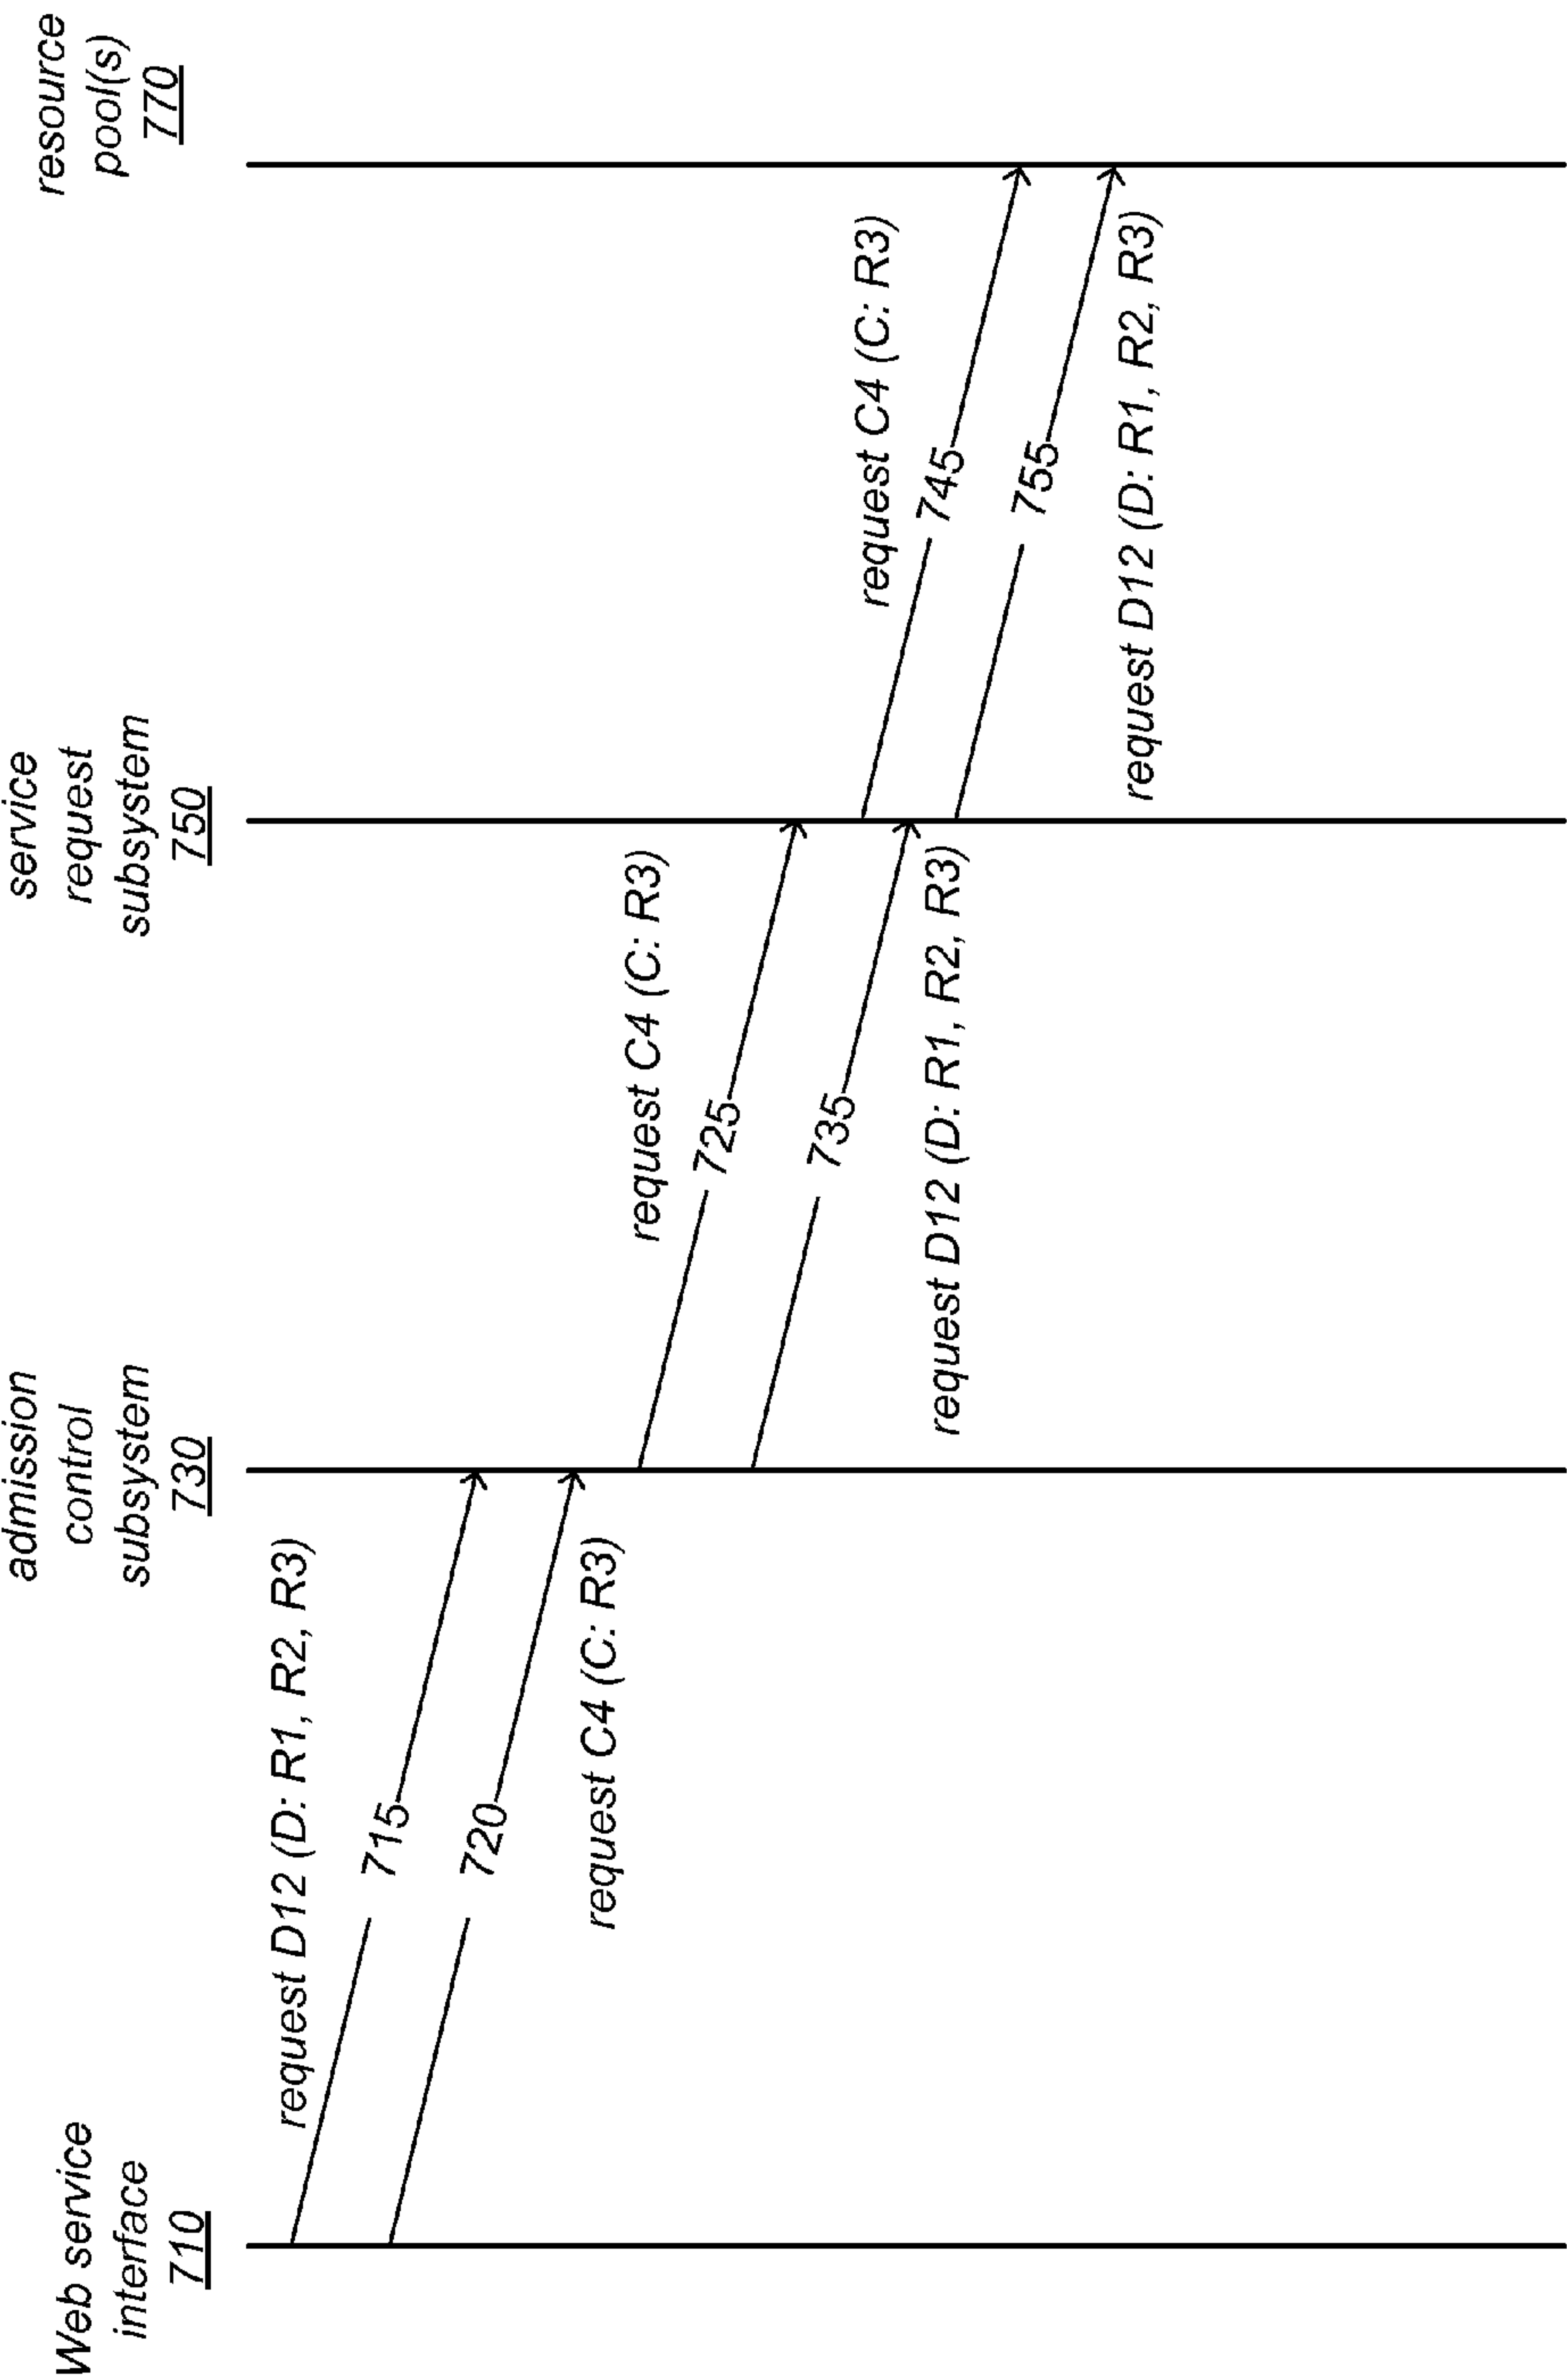 Web service
interface
710
admission
control
subsystem
730
service
request
subsystem
750
resource
pool(s)
770
request D12 (D: R1, R2, R3)
715
720
request C4 (C: R3)
request C4 (C: R3)
725
735
request D12 (D: R1, R2, R3)
request C4 (C: R3)
745
755
request D12 (D: R1, R2, R3)